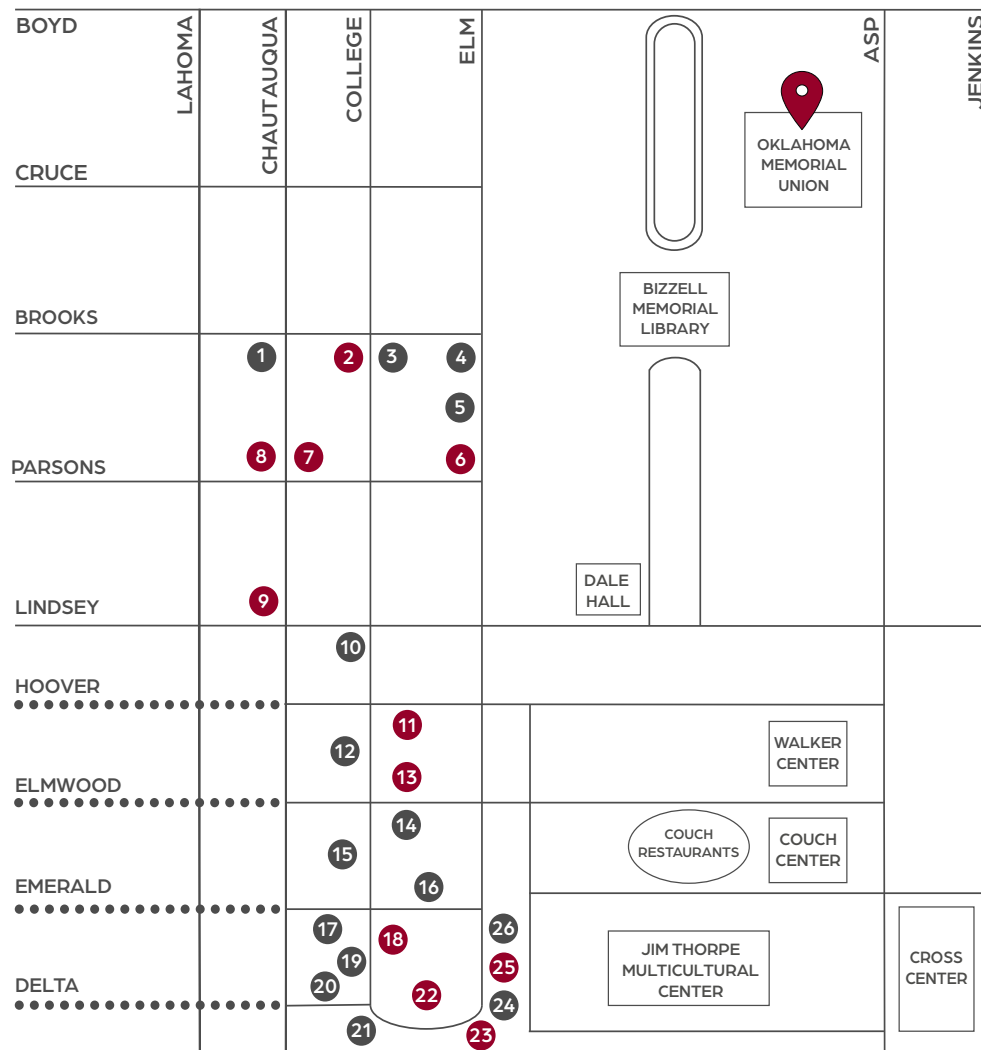 BOYD
LAHOMA
CHAUTAUQUA
COLLEGE
ELM
ASP
JENKINS
OKLAHOMA
MEMORIAL
UNION
CRUCE
BIZZELL
MEMORIAL
LIBRARY
BROOKS
1
2
3
4
5
8
7
6
PARSONS
DALE
HALL
9
LINDSEY
10
HOOVER
11
12
13
WALKER
CENTER
ELMWOOD
14
15
16
COUCH
RESTAURANTS
COUCH
CENTER
EMERALD
17
18
26
19
25
20
22
24
JIM THORPE
MULTICULTURAL
CENTER
CROSS
CENTER
DELTA
21
23